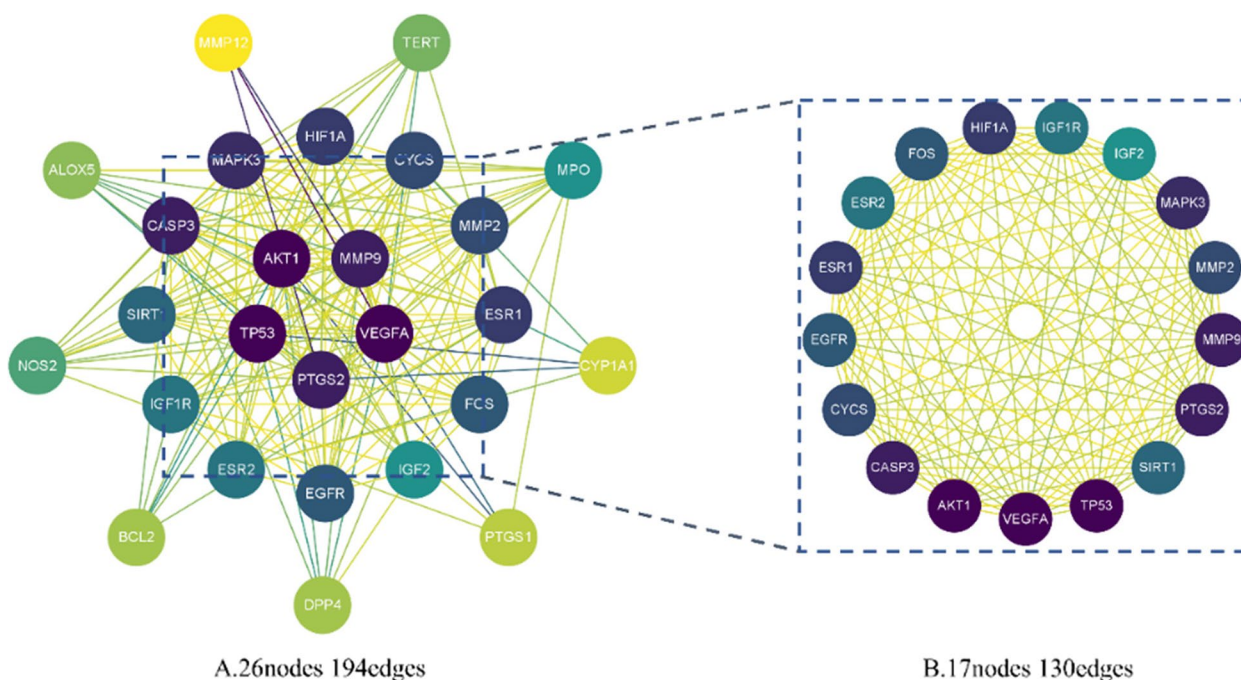 MMP12
TERT
HIF1A
MAPK3
CYCS
ALOX5
MPO
CASP3
MMP2
AKT1
MMP9
SIRT1
ESR1
TP53
VEGFA
NOS2
CYP1A1
PTGS2
IGF1R
FOS
ESR2
IGF2
EGFR
BCL2
PTGS1
DPP4
A.26nodes 194edges
HIF1A
IGF1R
FOS
IGF2
ESR2
MAPK3
ESR1
MMP2
EGFR
MMP9
CYCS
PTGS2
CASP3
SIRT1
AKT1
TP53
VEGFA
B.17nodes 130edges